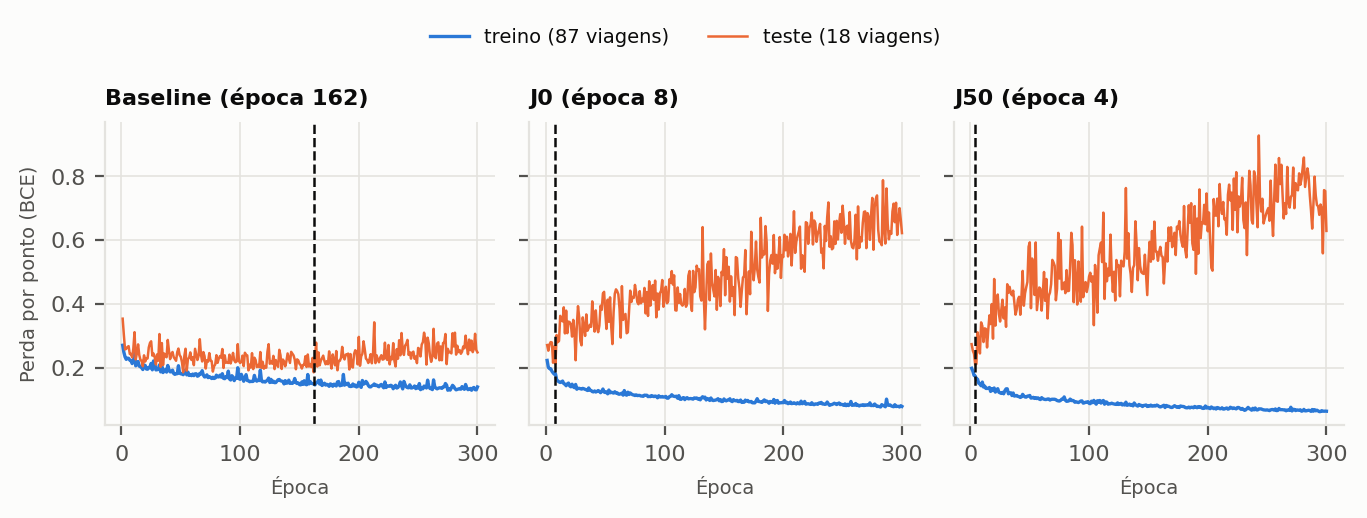 treino (87 viagens) teste (18 viagens)
Baseline (época 162) J0 (época 8) J50 (época 4)
Perda por ponto (BCE)
0.8
0.6
0.4
0.2
0 100 200 300 0 100 200 300 0 100 200 300
Época Época Época